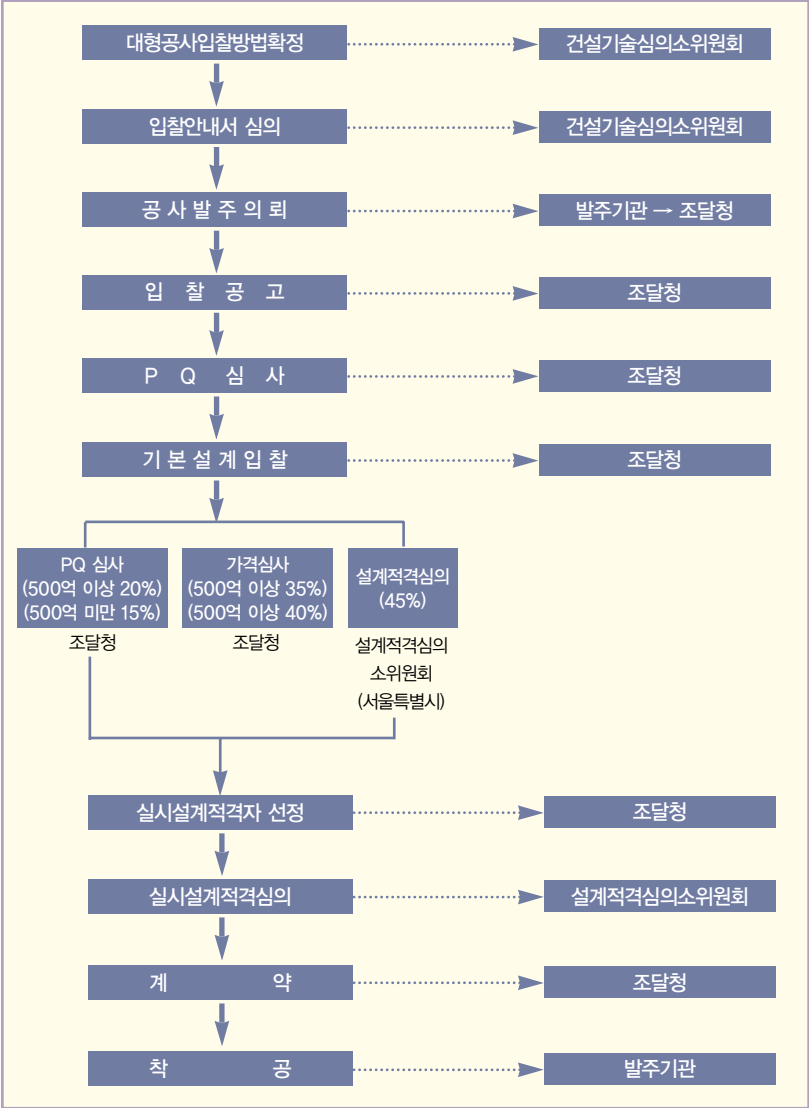 대형공사입찰방법확정
건설기술심의소위원회
입찰안내서 심의
건설기술심의소위원회
공 사 발 주 의 뢰
발주기관 → 조달청
입 찰 공 고
조달청
P Q 심 사
조달청
기 본 설 계 입 찰
조달청
PQ 심사
(500억 이상 20%)
(500억 미만 15%)
조달청
가격심사
(500억 이상 35%)
(500억 이상 40%)
조달청
설계적격심의
(45%)
설계적격심의
소위원회
(서울특별시)
실시설계적격자 선정
조달청
실시설계적격심의
설계적격심의소위원회
계 약
조달청
착 공
발주기관